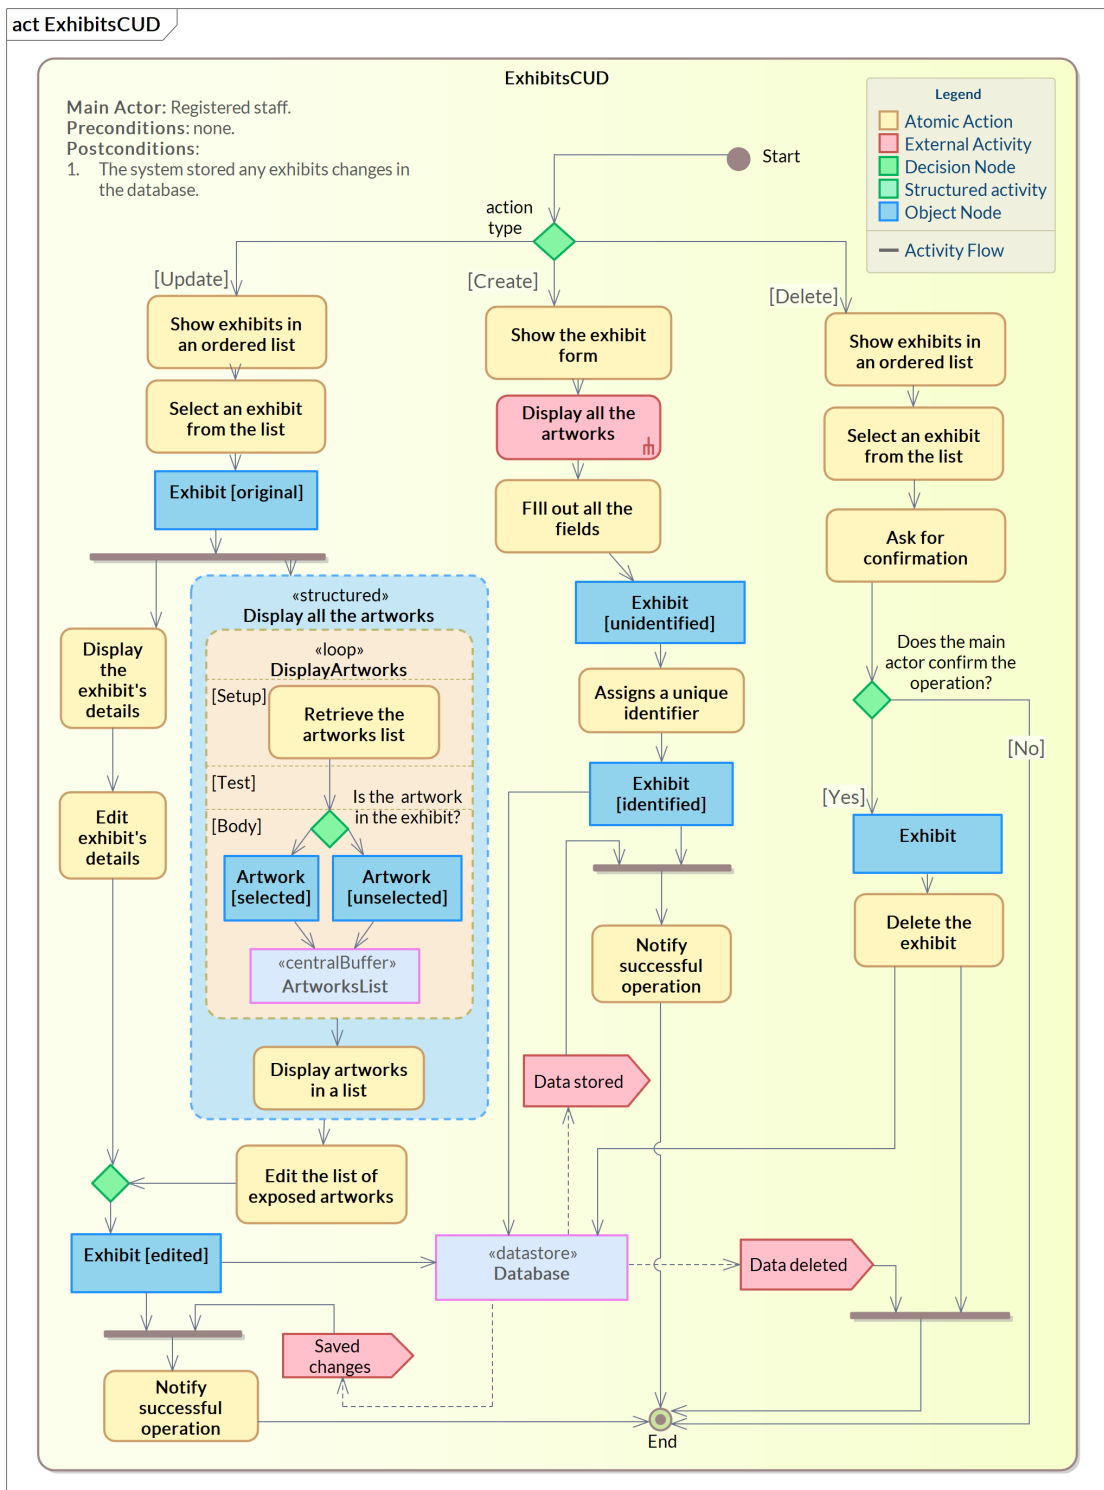 act ExhibitsCUD
ExhibitsCUD
Main Actor: Registered staff.
Preconditions: none.
Postconditions:
1. The system stored any exhibits changes in
the database.
Legend
Atomic Action
External Activity
Decision Node
Structured activity
Object Node
Activity Flow
Start
action
type
[Update]
[Create]
[Delete]
Show exhibits in
an ordered list
Select an exhibit
from the list
Exhibit [original]
Display
the
exhibit's
details
Edit
exhibit's
details
«structured»
Display all the artworks
«loop»
DisplayArtworks
[Setup]
Retrieve the
artworks list
[Test]
Is the artwork
in the exhibit?
[Body]
Artwork
[selected]
Artwork
[unselected]
«centralBuffer»
ArtworksList
Display artworks
in a list
Edit the list of
exposed artworks
Exhibit [edited]
Saved
changes
Notify
successful
operation
Show the exhibit
form
Display all the
artworks
FIll out all the
fields
Exhibit
[unidentified]
Assigns a unique
identifier
Exhibit
[identified]
Notify
successful
operation
Data stored
«datastore»
Database
Data deleted
Show exhibits in
an ordered list
Select an exhibit
from the list
Ask for
confirmation
Does the main
actor confirm the
operation?
[No]
[Yes]
Exhibit
Delete the
exhibit
End